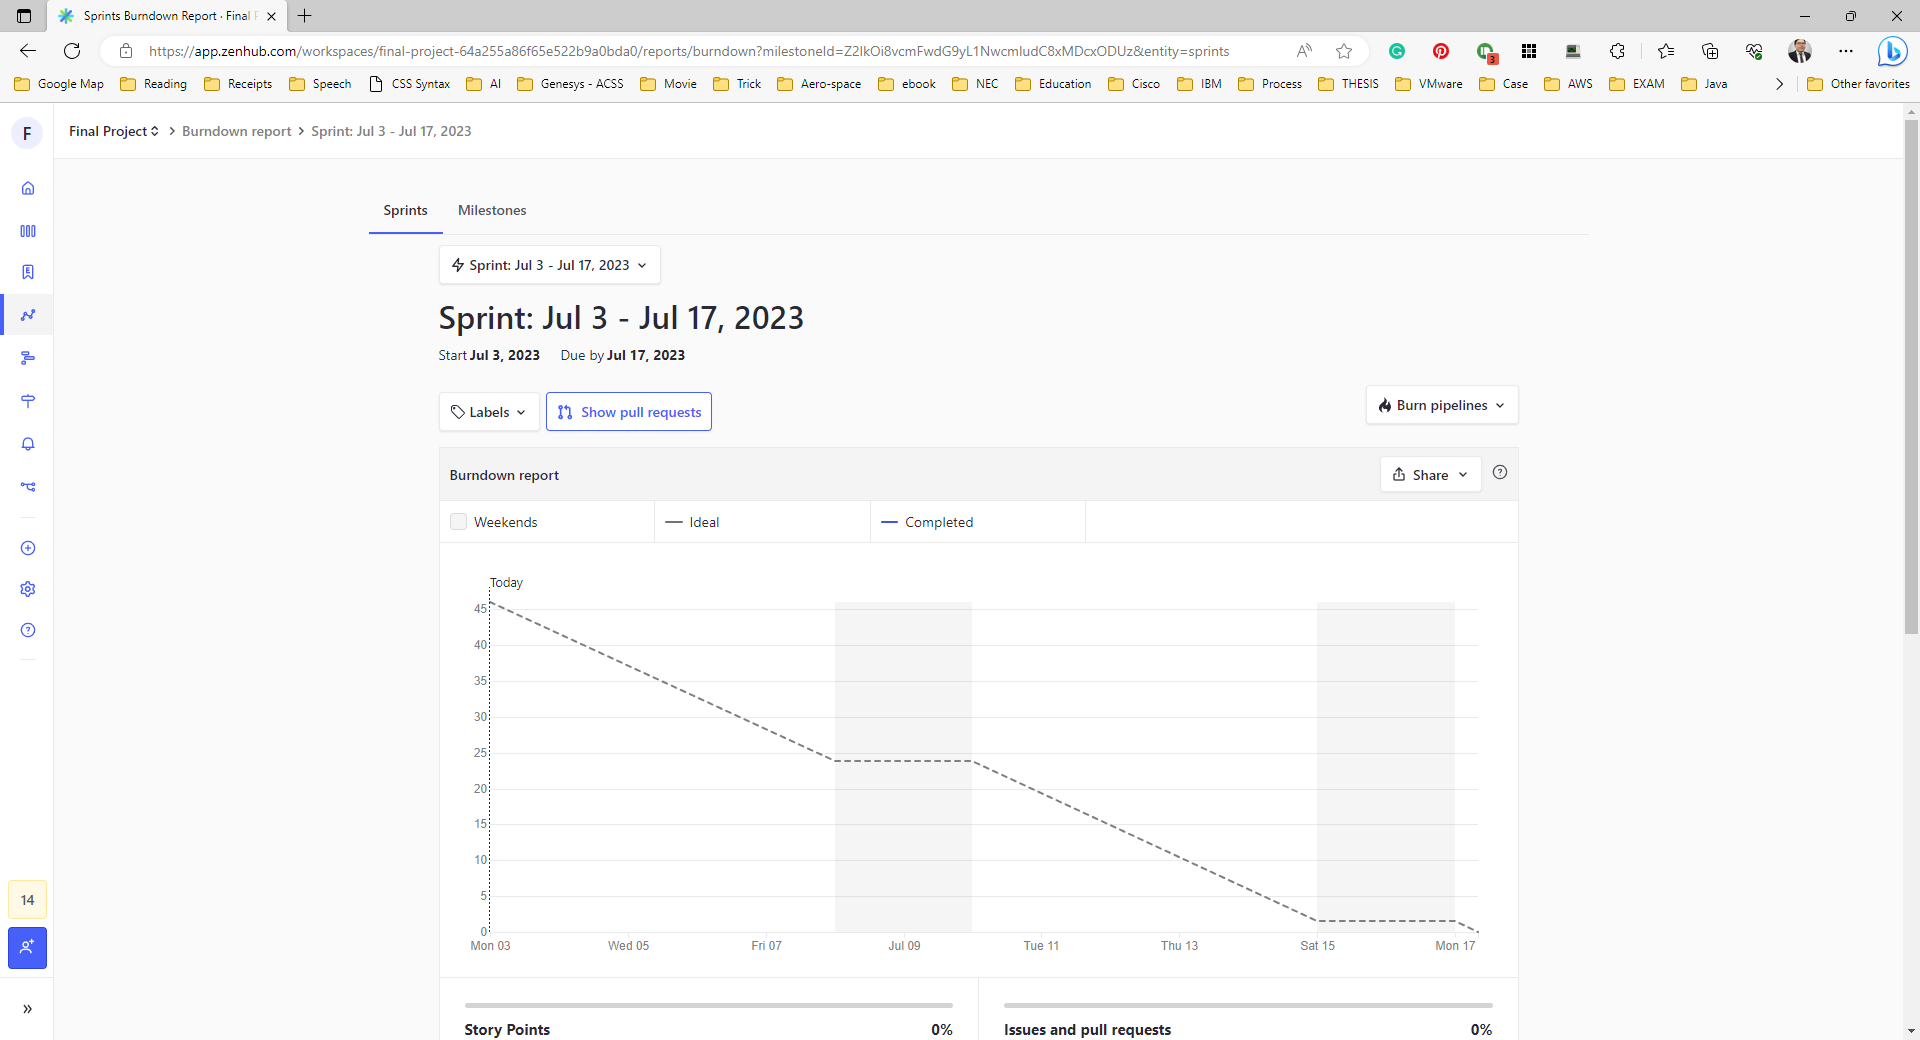 Sprints Burndown Report · Final
https://app.zenhub.com/workspaces/final-project-64a255a86f65e522b9a0bda0/reports/burndown?milestoneId=Z2lkOi8vcmFwdG9yL1NwcmludC8xMDcxODUz&entity=sprints
3
Google Map Reading Receipts Speech CSS Syntax AI Genesys - ACSS Movie Trick Aero-space ebook NEC Education Cisco IBM Process THESIS VMware Case AWS EXAM Java Other favorites
F Final Project > Burndown report > Sprint: Jul 3 - Jul 17, 2023
Sprints Milestones
Sprint: Jul 3 - Jul 17, 2023
Sprint: Jul 3 - Jul 17, 2023
Start Jul 3, 2023 Due by Jul 17, 2023
Labels Show pull requests Burn pipelines
Burndown report Share
Weekends Ideal Completed
Today
45
40
35
30
25
20
15
10
5
0
Mon 03 Wed 05 Fri 07 Jul 09 Tue 11 Thu 13 Sat 15 Mon 17
14
Story Points 0% Issues and pull requests 0%